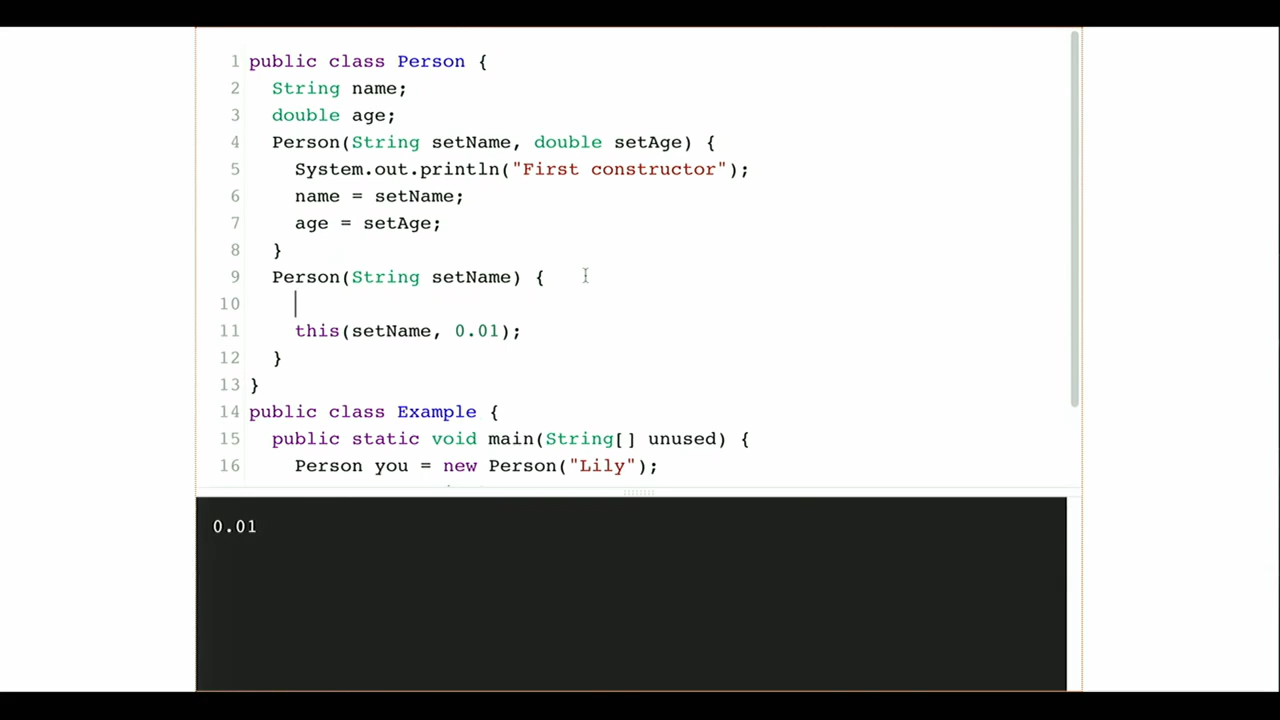 1 public class Person {
2 String name;
3 double age;
4 Person(String setName, double setAge) {
5 System.out.println("First constructor");
6 name = setName;
7 age = setAge;
8 }
9 Person(String setName) {
10
11 this(setName, 0.01);
12 }
13 }
14 public class Example {
15 public static void main(String[] unused) {
16 Person you = new Person("Lily");
0.01